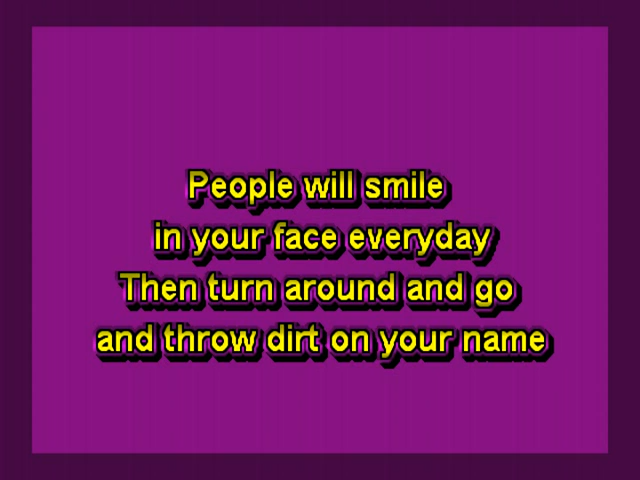 People will smile
in your face everyday
Then turn around and go
and throw dirt on your name